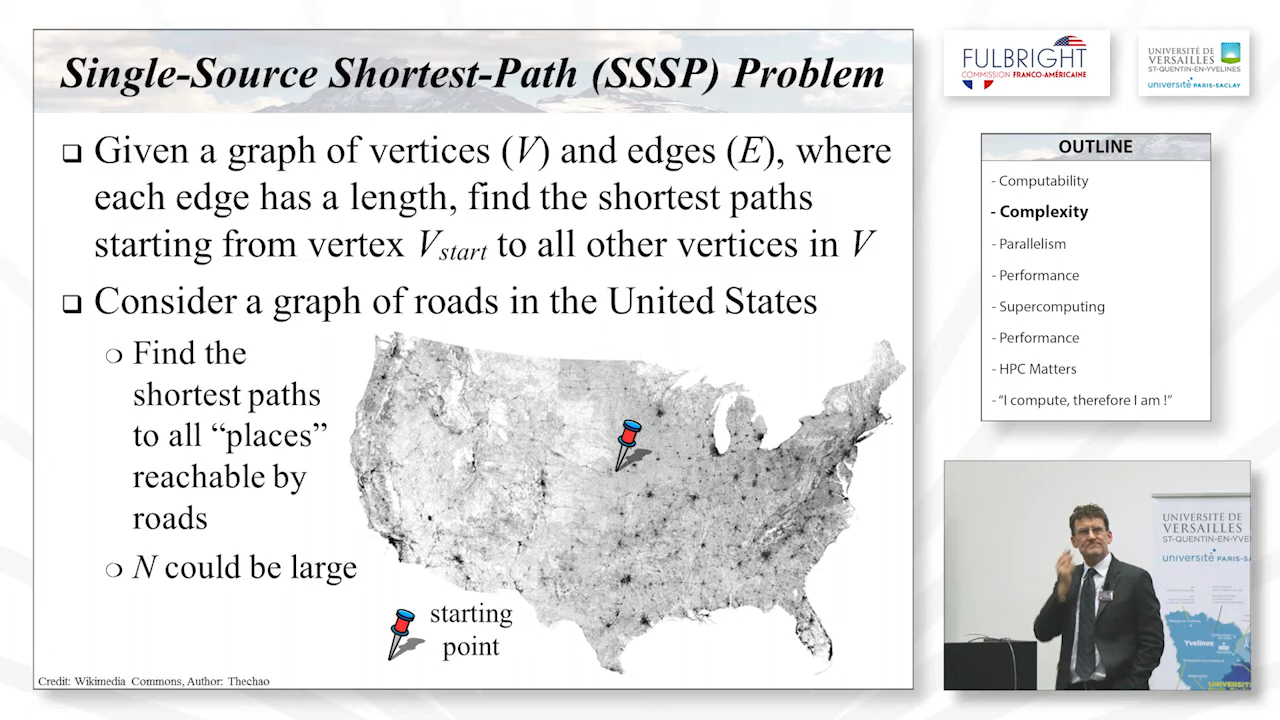 Single-Source Shortest-Path (SSSP) Problem
❑ Given a graph of vertices (V) and edges (E), where
each edge has a length, find the shortest paths
starting from vertex Vstart to all other vertices in V
❑ Consider a graph of roads in the United States
❍ Find the
shortest paths
to all “places”
reachable by
roads
❍ N could be large
starting
point
Credit: Wikimedia Commons, Author: Thechao
FULBRIGHT
COMMISSION FRANCO-AMÉRICAINE
UNIVERSITÉ DE
VERSAILLES
ST-QUENTIN-EN-YVELINES
université PARIS-SACLAY
OUTLINE
- Computability
- Complexity
- Parallelism
- Performance
- Supercomputing
- Performance
- HPC Matters
- “I compute, therefore I am !”
UNIVERSITÉ DE
VERSAILLES
ST-QUENTIN-EN-YVE
université PARIS-SA
Yvelines